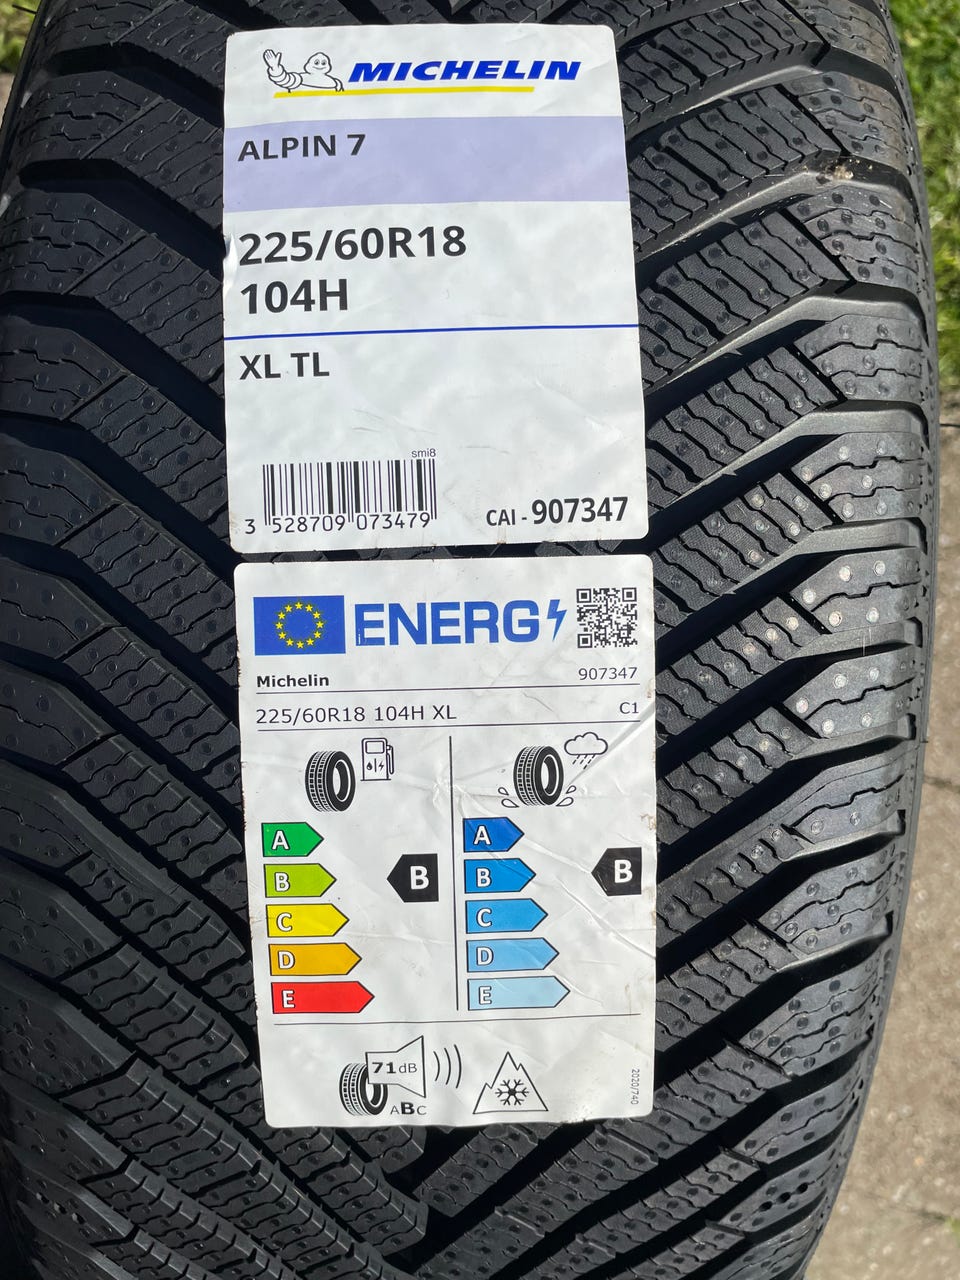 MICHELIN
ALPIN 7
225/60R18
104H
XL TL
smi8
3 528709 073479
CAI - 907347
ENERG
Michelin 907347
225/60R18 104H XL C1
A A
B B B B
C C
D D
E E
71dB
ABC
2020/740